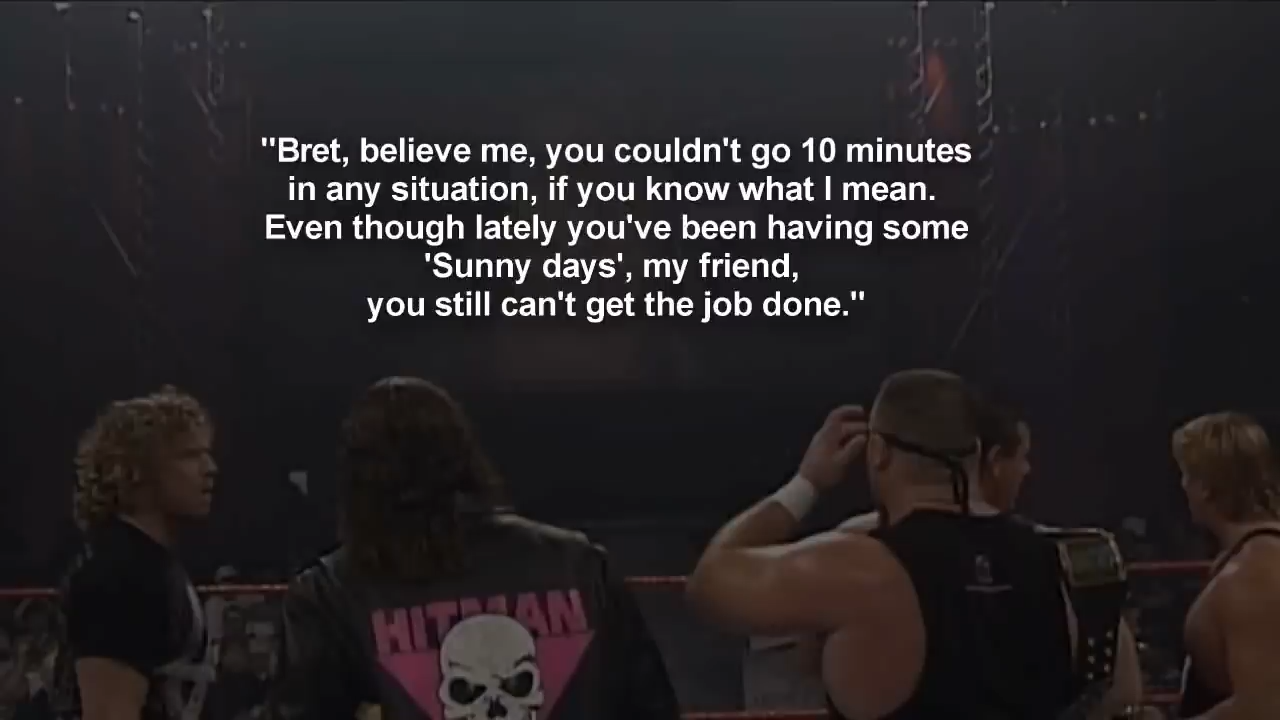 "Bret, believe me, you couldn't go 10 minutes
in any situation, if you know what I mean.
Even though lately you've been having some
'Sunny days', my friend,
you still can't get the job done."
HITMAN